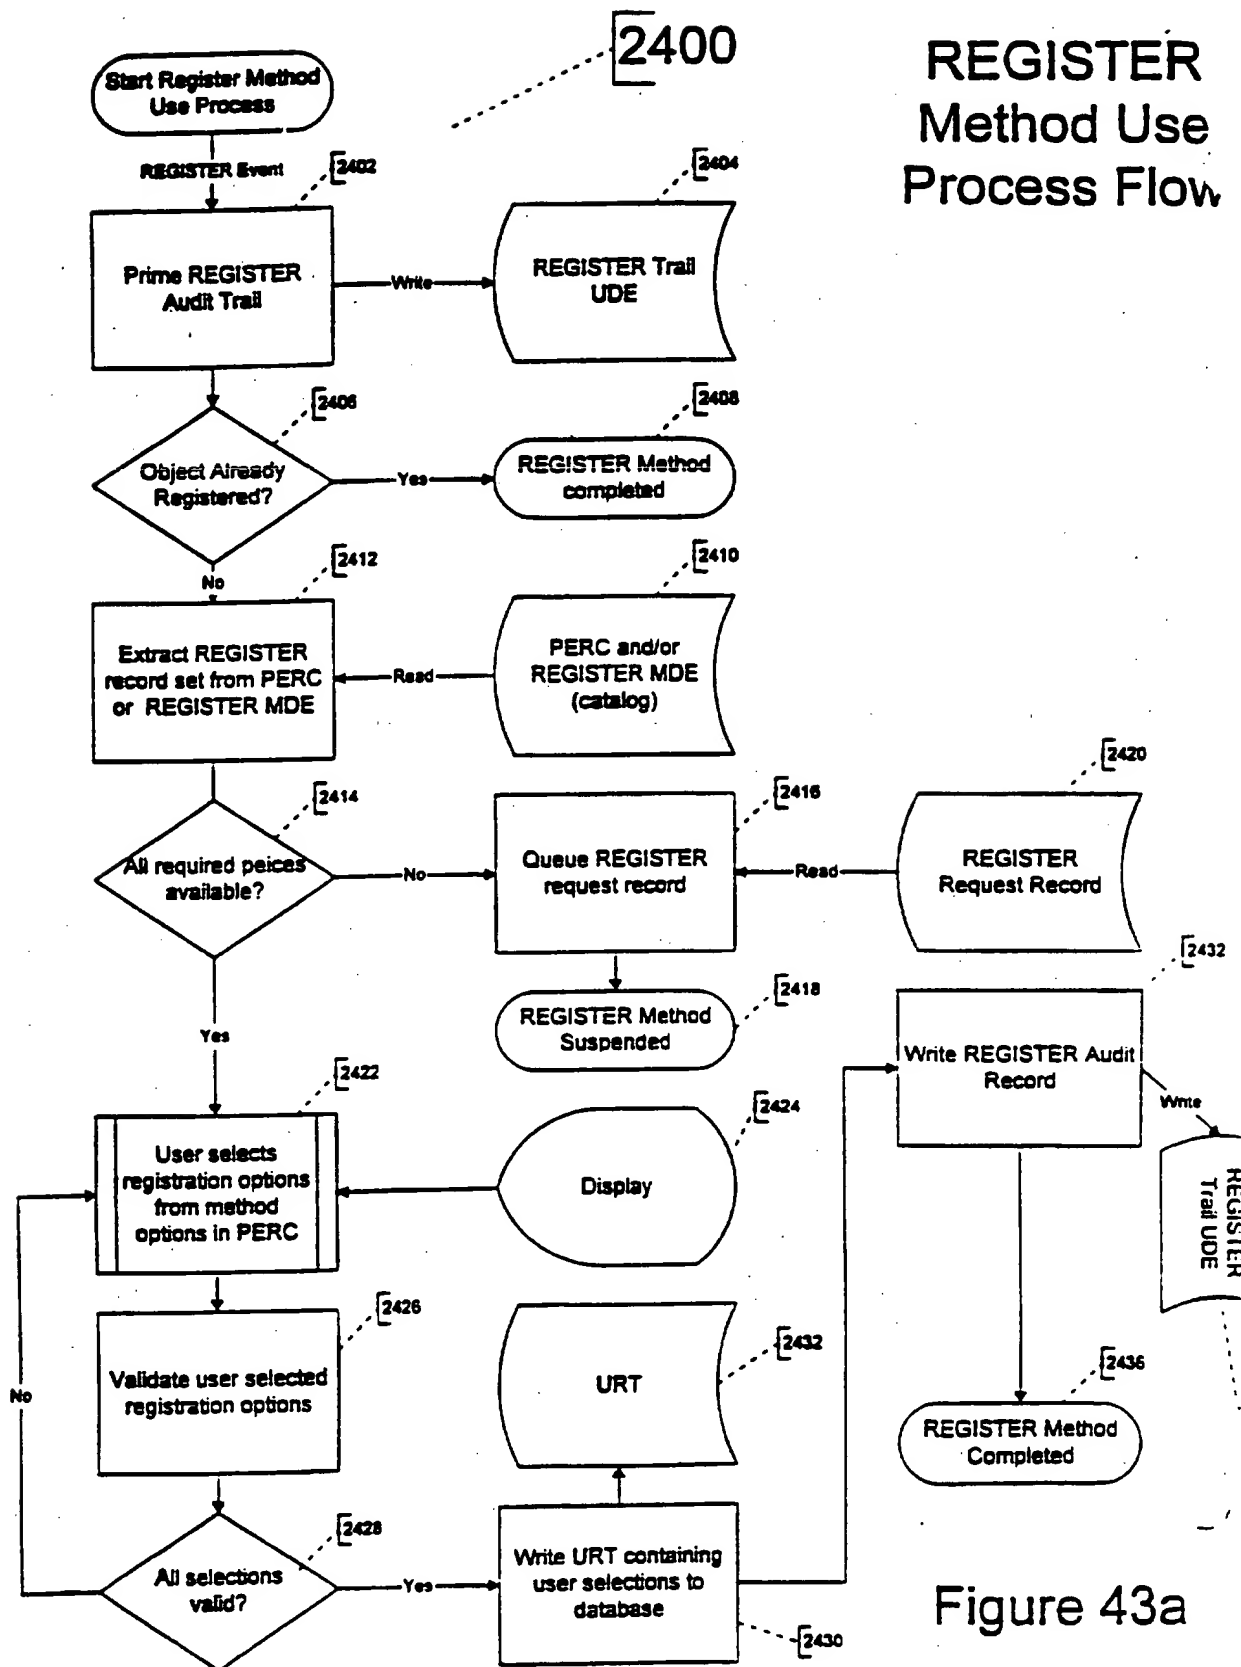 2400
REGISTER
Method Use
Process Flow
Start Register Method
Use Process
REGISTER Event
2402
2404
Prime REGISTER
Audit Trail
Write
REGISTER Trail
UDE
2406
2408
Object Already
Registered?
Yes
REGISTER Method
completed
No
2412
2410
Extract REGISTER
record set from PERC
or REGISTER MDE
Read
PERC and/or
REGISTER MDE
(catalog)
2414
2416
2420
All required peices
available?
No
Queue REGISTER
request record
Read
REGISTER
Request Record
2418
2432
REGISTER Method
Suspended
Yes
Write REGISTER Audit
Record
Write
REGISTER
Trail UDE
2422
2424
User selects
registration options
from method
options in PERC
Display
2426
2432
Validate user selected
registration options
URT
No
2436
REGISTER Method
Completed
2428
All selections
valid?
Yes
Write URT containing
user selections to
database
2430
Figure 43a